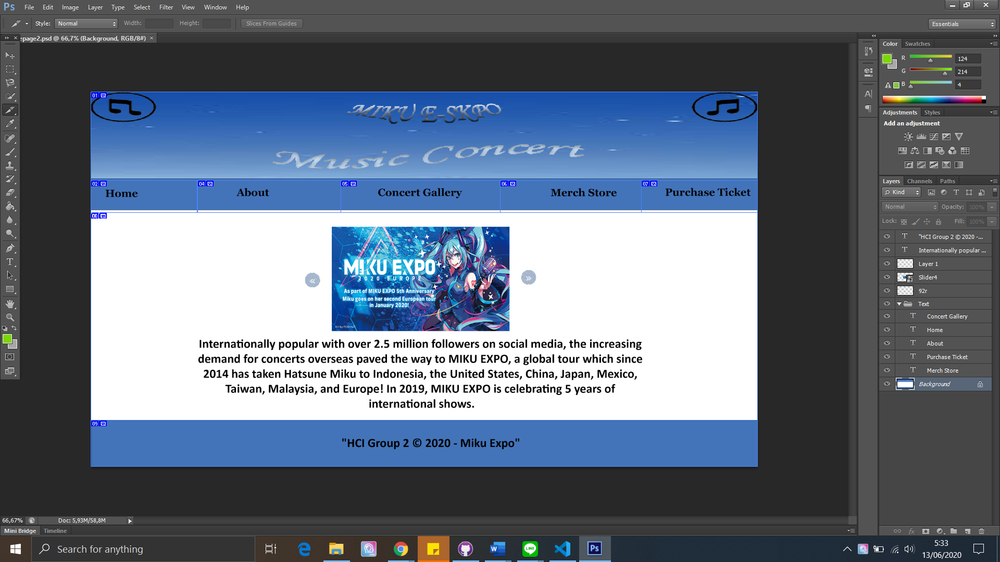 Ps File Edit Image Layer Type Select Filter View Window Help
Style: Normal Width: Height: Slices From Guides Essentials
epage2.psd @ 66,7% (Background, RGB/8#) ×
Color Swatches
R 124
G 214
B 4
Adjustments Styles
Add an adjustment
Layers Channels Paths
Kind
Normal Opacity: 100%
Lock: Fill: 100%
"HCI Group 2 © 2020 -...
Internationally popular ...
Layer 1
Slider4
92r
Text
Concert Gallery
Home
About
Purchase Ticket
Merch Store
Background
01
MIKU E-SKPO
Music Concert
02 04 05 06 07
Home About Concert Gallery Merch Store Purchase Ticket
08
MIKU EXPO
2020 EUROPE
As part of MIKU EXPO 5th Anniversary
Miku goes on her second European tour
in January 2020!
01
« »
Internationally popular with over 2.5 million followers on social media, the increasing
demand for concerts overseas paved the way to MIKU EXPO, a global tour which since
2014 has taken Hatsune Miku to Indonesia, the United States, China, Japan, Mexico,
Taiwan, Malaysia, and Europe! In 2019, MIKU EXPO is celebrating 5 years of
international shows.
09
"HCI Group 2 © 2020 - Miku Expo"
66,67% Doc: 5,93M/58,8M
Mini Bridge Timeline
Search for anything
LINE
Ps
5:33
13/06/2020